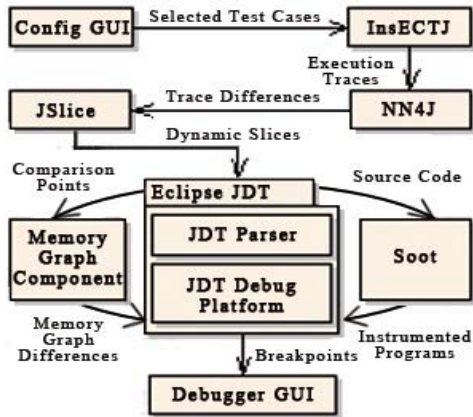 Selected Test Cases
Config GUI
InsECTJ
Execution
Traces
JSlice
Trace Differences
NN4J
Dynamic Slices
Comparison
Points
Eclipse JDT
Source Code
JDT Parser
Memory
Graph
Component
Soot
JDT Debug
Platform
Memory
Graph
Differences
Breakpoints
Instrumented
Programs
Debugger GUI